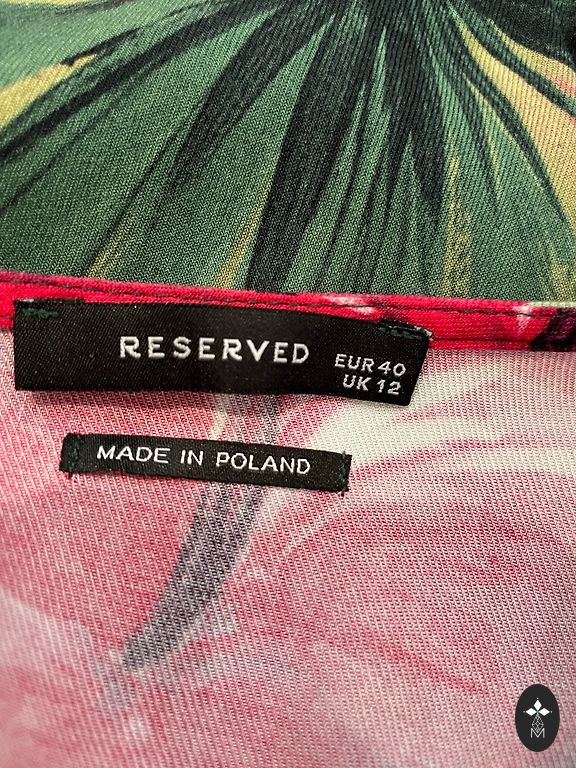 RESERVED
EUR 40
UK 12
MADE IN POLAND
M